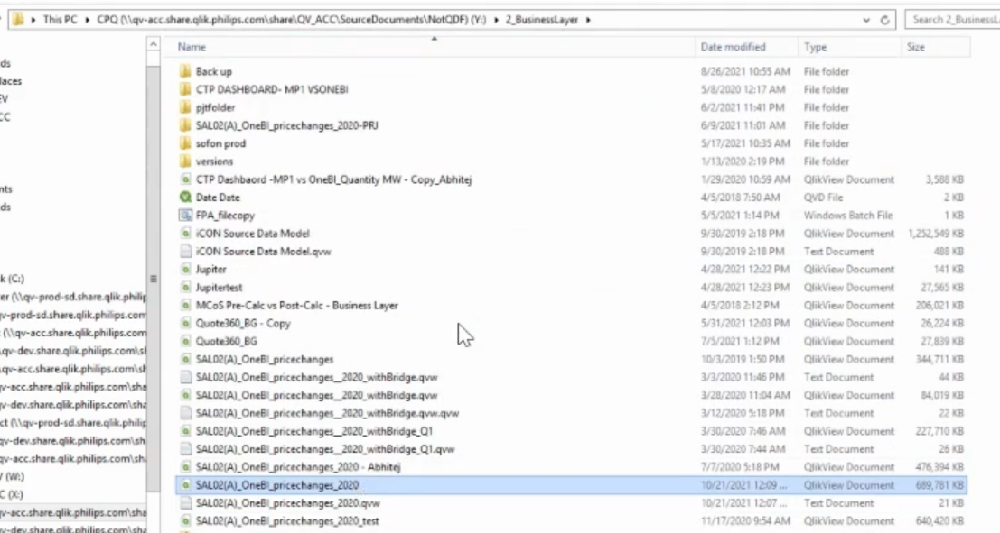 This PC > CPQ (\\qv-acc.share.qlik.philips.com\share\QV_ACC\SourceDocuments\NotQDF) (Y:) > 2_BusinessLayer >
Search 2_BusinessL
Name Date modified Type Size
Back up 8/26/2021 10:55 AM File folder
CTP DASHBOARD- MP1 VSONEBI 5/8/2020 12:17 AM File folder
pjtfolder 6/2/2021 11:41 PM File folder
SAL02(A)_OneBI_pricechanges_2020-PRJ 6/9/2021 11:01 AM File folder
sofon prod 5/17/2021 10:35 AM File folder
versions 1/13/2020 2:19 PM File folder
CTP Dashbaord -MP1 vs OneBI_Quantity MW - Copy_Abhitej 1/29/2020 10:59 AM QlikView Document 3,588 KB
Date Date 4/5/2018 7:50 AM QVD File 2 KB
FPA_filecopy 5/5/2021 1:14 PM Windows Batch File 1 KB
iCON Source Data Model 9/30/2019 2:18 PM QlikView Document 1,252,549 KB
iCON Source Data Model.qvw 9/30/2019 2:18 PM Text Document 488 KB
Jupiter 4/28/2021 12:22 PM QlikView Document 141 KB
Jupitertest 4/28/2021 12:23 PM QlikView Document 27,565 KB
MCoS Pre-Calc vs Post-Calc - Business Layer 4/5/2018 2:12 PM QlikView Document 206,021 KB
Quote360_BG - Copy 5/31/2021 12:03 PM QlikView Document 26,224 KB
Quote360_BG 7/5/2021 1:12 PM QlikView Document 27,839 KB
SAL02(A)_OneBI_pricechanges 10/3/2019 1:50 PM QlikView Document 344,711 KB
SAL02(A)_OneBI_pricechanges__2020_withBridge.qvw 3/3/2020 11:46 PM Text Document 44 KB
SAL02(A)_OneBI_pricechanges__2020_withBridge.qvw 3/28/2020 11:04 AM QlikView Document 84,019 KB
SAL02(A)_OneBI_pricechanges__2020_withBridge.qvw.qvw 3/12/2020 5:18 PM Text Document 22 KB
SAL02(A)_OneBI_pricechanges__2020_withBridge_Q1 3/30/2020 7:46 AM QlikView Document 227,710 KB
SAL02(A)_OneBI_pricechanges__2020_withBridge_Q1.qvw 3/30/2020 7:44 AM Text Document 26 KB
SAL02(A)_OneBI_pricechanges_2020 - Abhitej 7/7/2020 5:18 PM QlikView Document 476,394 KB
SAL02(A)_OneBI_pricechanges_2020 10/21/2021 12:09 ... QlikView Document 689,781 KB
SAL02(A)_OneBI_pricechanges_2020.qvw 10/21/2021 12:07 ... Text Document 21 KB
SAL02(A)_OneBI_pricechanges_2020_test 11/17/2020 9:54 AM QlikView Document 640,420 KB
ds
laces
EV
CC
nts
ds
k (C:)
er (\\qv-prod-sd.share.qlik.philip
v-prod-sd.share.qlik.philips.com
t (\\qv-acc.share.qlik.philips.com
qv-dev.share.qlik.philips.com\sh
qv-acc.share.qlik.philips.com\sh
v-acc.share.qlik.philips.com\sha
v-dev.share.qlik.philips.com\sha
ct (\\qv-prod-sd.share.qlik.philip
qv-dev.share.qlik.philips.com\sh
qv-acc.share.qlik.philips.com\sh
V (W:)
C (X:)
qv-acc.share.qlik.philips.com\sha
v-dev.share.qlik.philips.com\sha